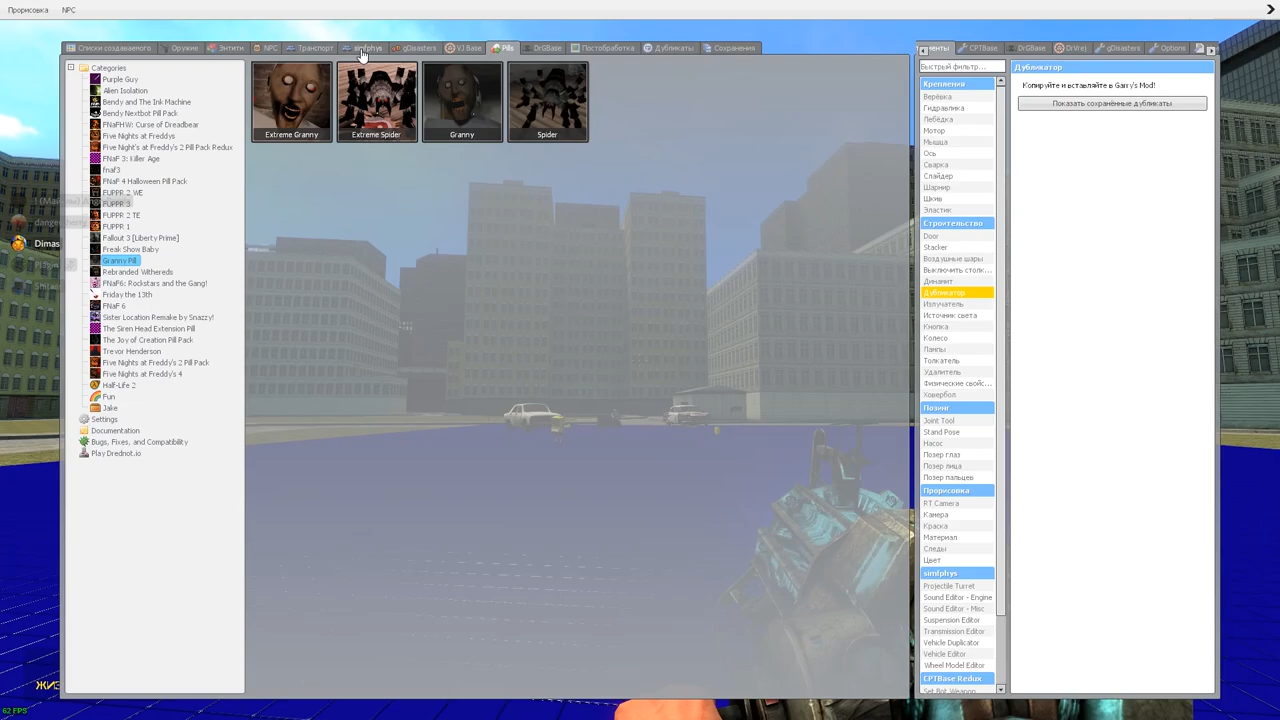 Прорисовка NPC
Списки создаваемого Оружие Энтити NPC Транспорт simfphys gDisasters VJ Base Pills DrGBase Постобработка Дубликаты Сохранения
CPTBase DrGBase DrVrej gDisasters Options
Categories
Purple Guy
Alien Isolation
Bendy and The Ink Machine
Bendy Nextbot Pill Pack
FNaFHW: Curse of Dreadbear
Five Nights at Freddys
Five Night's at Freddy's 2 Pill Pack Redux
FNaF 3: Killer Age
fnaf3
FNaF 4 Halloween Pill Pack
FUPPR 2 WE
FUPPR 3
FUPPR 2 TE
FUPPR 1
Fallout 3 [Liberty Prime]
Freak Show Baby
Granny Pill
Rebranded Withereds
FNaF6: Rockstars and the Gang!
Friday the 13th
FNaF 6
Sister Location Remake by Snazzy!
The Siren Head Extension Pill
The Joy of Creation Pill Pack
Trevor Henderson
Five Nights at Freddy's 2 Pill Pack
Five Nights at Freddy's 4
Half-Life 2
Fun
Jake
Settings
Documentation
Bugs, Fixes, and Compatibility
Play Drednot.io
Dimas
Extreme Granny
Extreme Spider
Granny
Spider
Быстрый фильтр...
Крепления
Верёвка
Гидравлика
Лебёдка
Мотор
Мышца
Ось
Сварка
Слайдер
Шарнир
Шкив
Эластик
Строительство
Door
Stacker
Воздушные шары
Выключить столк...
Динамит
Дубликатор
Излучатель
Источник света
Кнопка
Колесо
Лампы
Толкатель
Удалитель
Физические свойс...
Ховербол
Позинг
Joint Tool
Stand Pose
Насос
Позер глаз
Позер лица
Позер пальцев
Прорисовка
RT Camera
Камера
Краска
Материал
Следы
Цвет
simfphys
Projectile Turret
Sound Editor - Engine
Sound Editor - Misc
Suspension Editor
Transmission Editor
Vehicle Duplicator
Vehicle Editor
Wheel Model Editor
CPTBase Redux
Set Bot Weapon
Дубликатор
Копируйте и вставляйте в Garry's Mod!
Показать сохранённые дубликаты
62 FPS